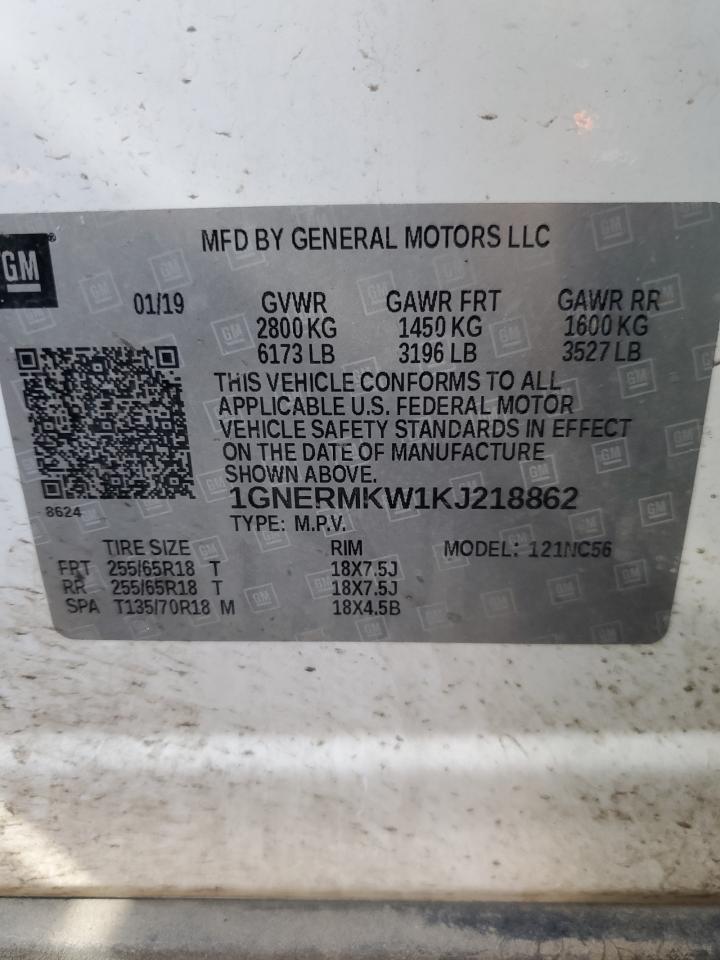 GM
MFD BY GENERAL MOTORS LLC
01/19 GVWR GAWR FRT GAWR RR
2800 KG 1450 KG 1600 KG
6173 LB 3196 LB 3527 LB
THIS VEHICLE CONFORMS TO ALL
APPLICABLE U.S. FEDERAL MOTOR
VEHICLE SAFETY STANDARDS IN EFFECT
ON THE DATE OF MANUFACTURE
SHOWN ABOVE.
8624
1GNERMKW1KJ218862
TYPE: M.P.V.
TIRE SIZE RIM MODEL: 121NC56
FRT 255/65R18 T 18X7.5J
RR 255/65R18 T 18X7.5J
SPA T135/70R18 M 18X4.5B